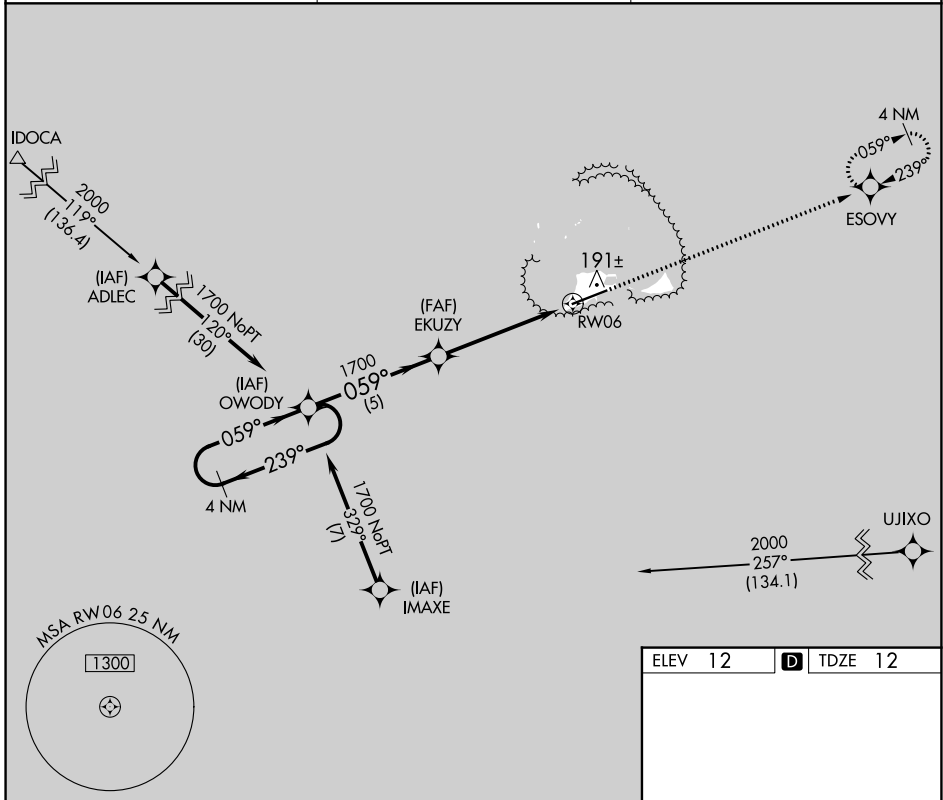 4 NM
059°
239°
ESOVY
IDOCA
2000
119°
(136.4)
(IAF)
ADLEC
1700 NoPT
120°
(30)
191±
RW06
(FAF)
EKUZY
1700
059°
(5)
(IAF)
OWODY
059°
239°
4 NM
1700 NoPT
329°
(7)
(IAF)
IMAXE
UJIXO
2000
257°
(134.1)
MSA RW06 25 NM
1300
ELEV 12 D TDZE 12